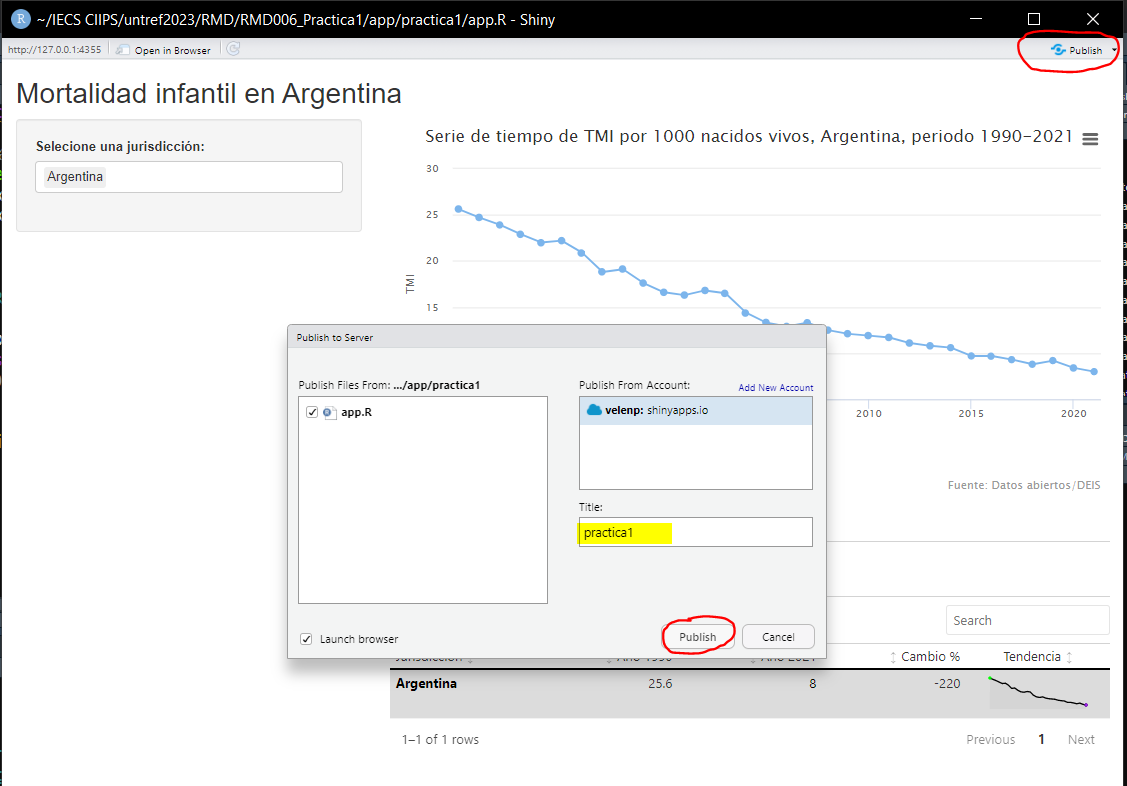 ~/IECS CIIPS/untref2023/RMD/RMD006_Practica1/app/practica1/app.R - Shiny
http://127.0.0.1:4355 Open in Browser Publish
Mortalidad infantil en Argentina
Selecione una jurisdicción:
Argentina
Serie de tiempo de TMI por 1000 nacidos vivos, Argentina, periodo 1990-2021
30
25
20
15
TMI
2010 2015 2020
Fuente: Datos abiertos/DEIS
Publish to Server
Publish Files From: .../app/practica1
app.R
Publish From Account: Add New Account
velenp: shinyapps.io
Title:
practica1
Launch browser
Publish Cancel
Search
Jurisdicción Año 1990 Año 2021 Cambio % Tendencia
Argentina 25.6 8 -220
1–1 of 1 rows
Previous 1 Next